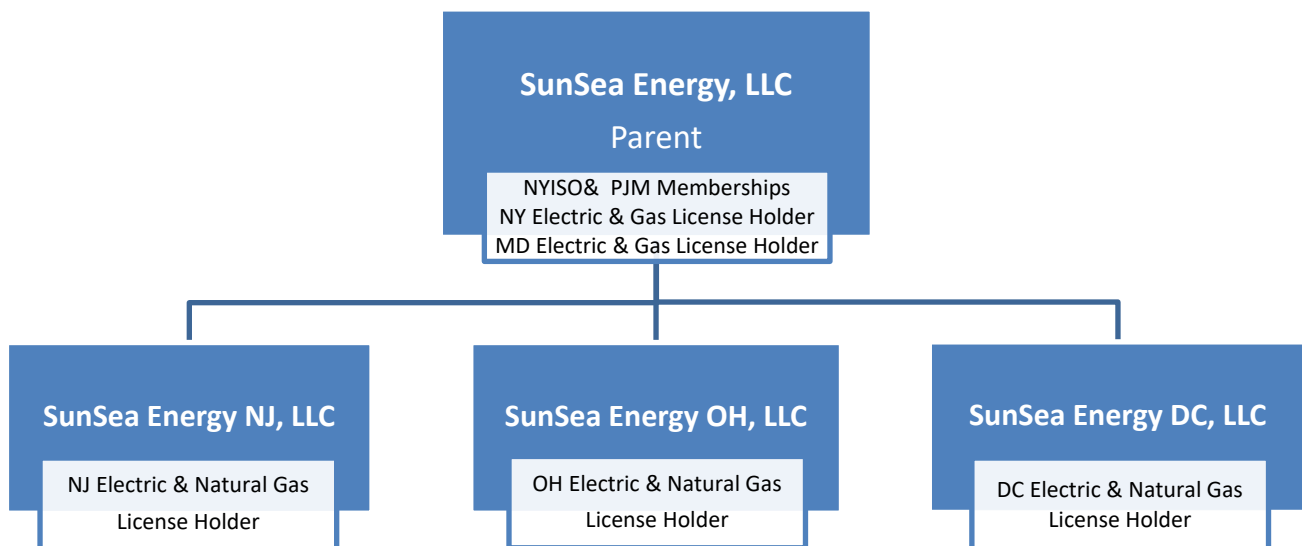 SunSea Energy, LLC
Parent
NYISO& PJM Memberships
NY Electric & Gas License Holder
MD Electric & Gas License Holder
SunSea Energy NJ, LLC
NJ Electric & Natural Gas
License Holder
SunSea Energy OH, LLC
OH Electric & Natural Gas
License Holder
SunSea Energy DC, LLC
DC Electric & Natural Gas
License Holder